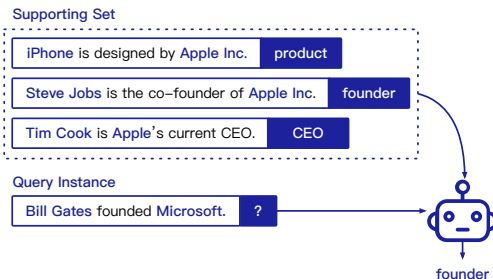 Supporting Set
iPhone is designed by Apple Inc. product
Steve Jobs is the co-founder of Apple Inc. founder
Tim Cook is Apple's current CEO. CEO
Query Instance
Bill Gates founded Microsoft. ?
founder